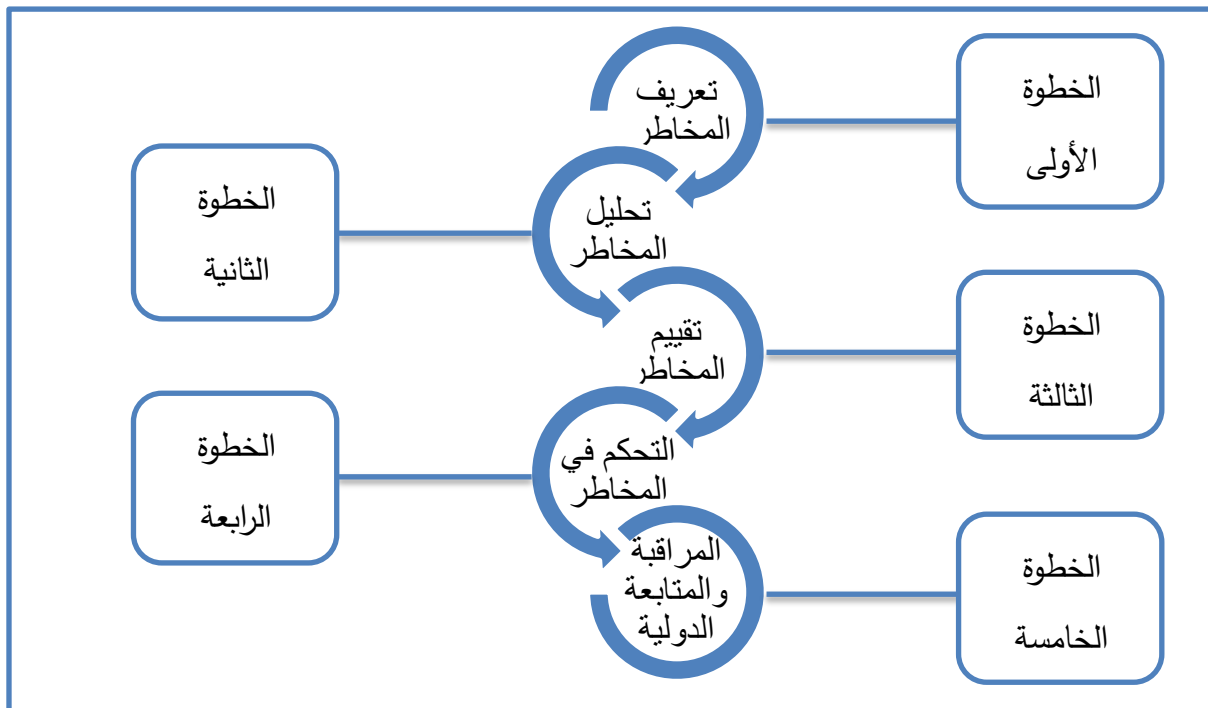 الخطوة
الأولى
تعريف
المخاطر
الخطوة
الثانية
تحليل
المخاطر
الخطوة
الثالثة
تقييم
المخاطر
الخطوة
الرابعة
التحكم في
المخاطر
الخطوة
الخامسة
المراقبة
والمتابعة
الدولية